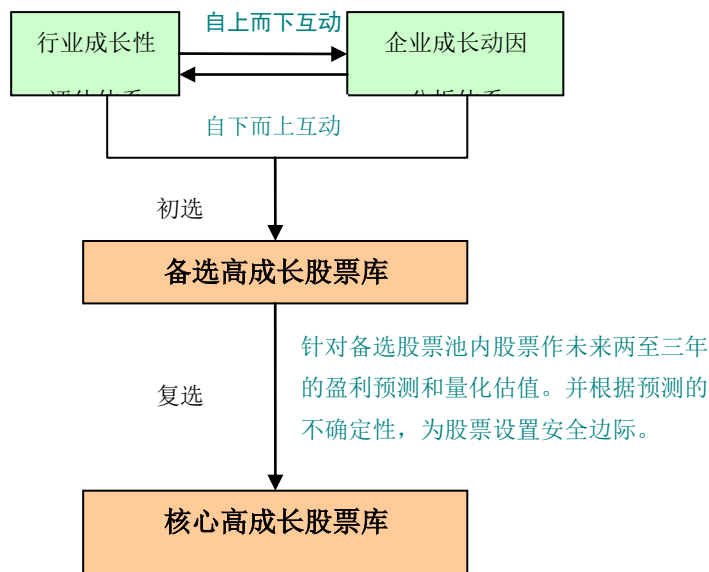 自上而下互动
行业成长性
企业成长动因
自下而上互动
初选
备选高成长股票库
针对备选股票池内股票作未来两至三年
的盈利预测和量化估值。并根据预测的
不确定性，为股票设置安全边际。
复选
核心高成长股票库